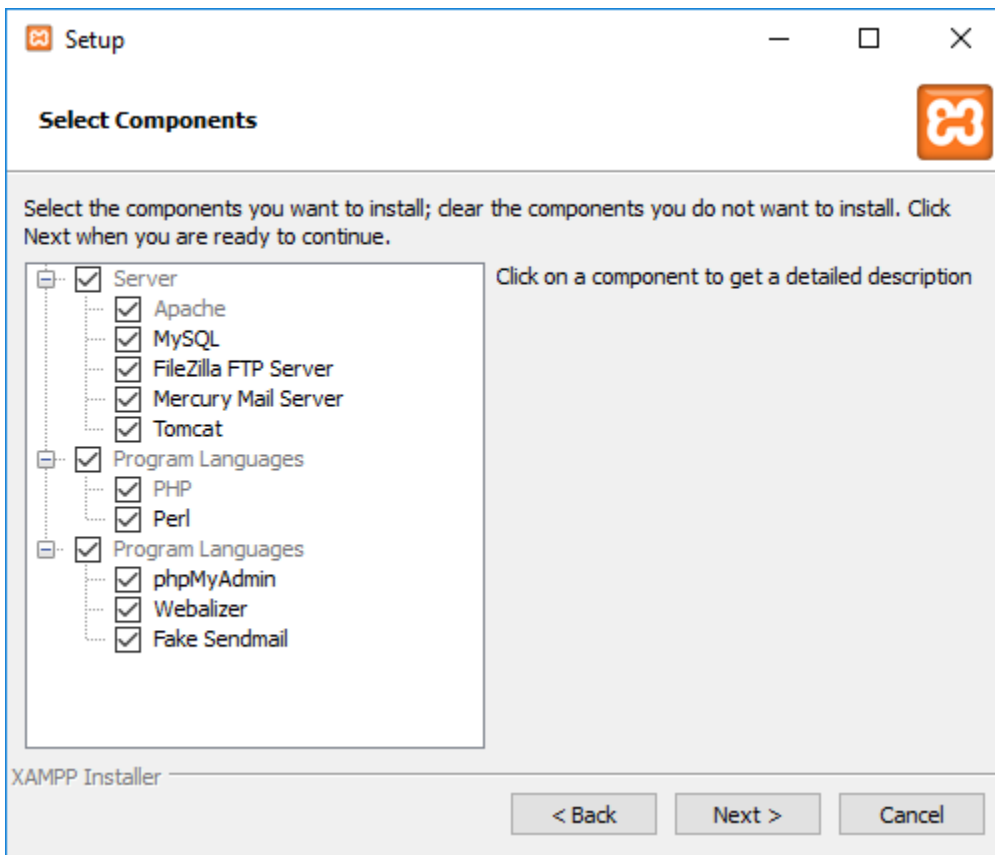 Setup
Select Components
Select the components you want to install; clear the components you do not want to install. Click
Next when you are ready to continue.
Server
Apache
MySQL
FileZilla FTP Server
Mercury Mail Server
Tomcat
Program Languages
PHP
Perl
Program Languages
phpMyAdmin
Webalizer
Fake Sendmail
Click on a component to get a detailed description
XAMPP Installer
< Back
Next >
Cancel